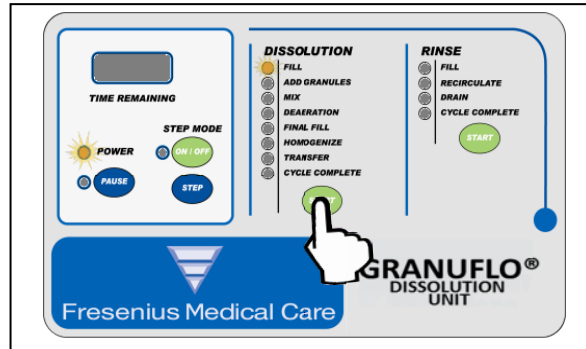 TIME REMAINING
STEP MODE
POWER
ON / OFF
PAUSE
STEP
DISSOLUTION
FILL
ADD GRANULES
MIX
DEAERATION
FINAL FILL
HOMOGENIZE
TRANSFER
CYCLE COMPLETE
RINSE
FILL
RECIRCULATE
DRAIN
CYCLE COMPLETE
START
Fresenius Medical Care
GRANUFLO®
DISSOLUTION
UNIT